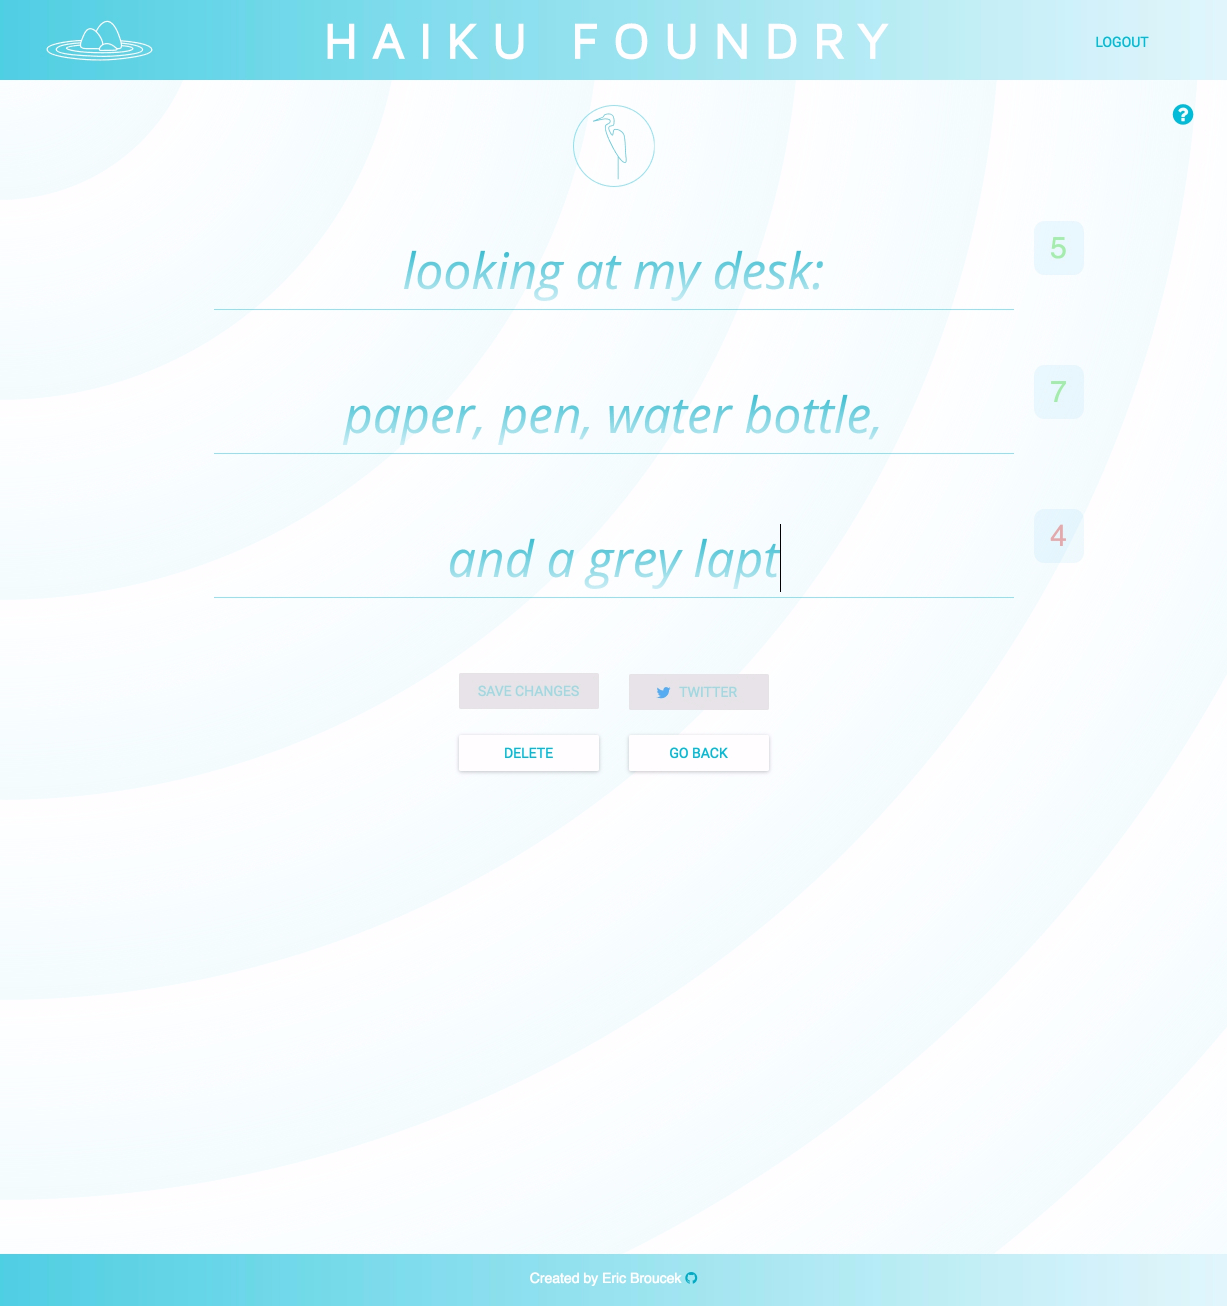 HAIKU FOUNDRY
LOGOUT
?
looking at my desk:
5
paper, pen, water bottle,
7
and a grey lapt
4
SAVE CHANGES
TWITTER
DELETE
GO BACK
Created by Eric Broucek